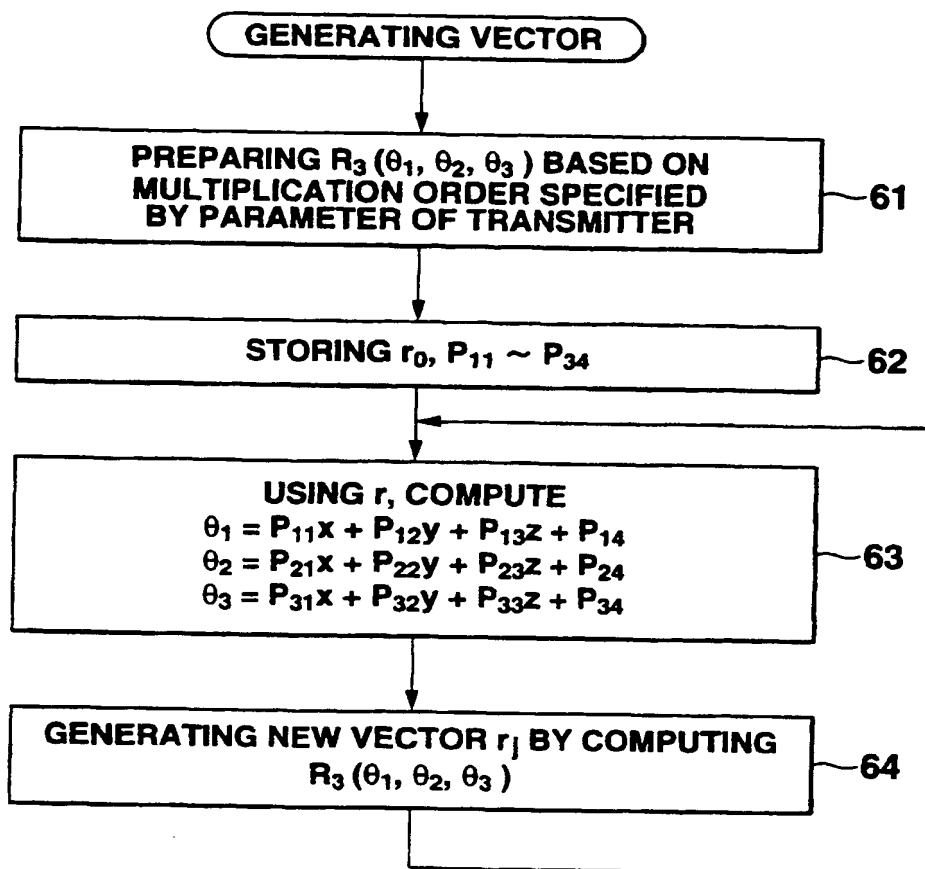 GENERATING VECTOR
PREPARING R₃ (θ₁, θ₂, θ₃) BASED ON
MULTIPLICATION ORDER SPECIFIED
BY PARAMETER OF TRANSMITTER
61
STORING r₀, P₁₁ ~ P₃₄
62
USING r, COMPUTE
θ₁ = P₁₁x + P₁₂y + P₁₃z + P₁₄
θ₂ = P₂₁x + P₂₂y + P₂₃z + P₂₄
θ₃ = P₃₁x + P₃₂y + P₃₃z + P₃₄
63
GENERATING NEW VECTOR rⱼ BY COMPUTING
R₃ (θ₁, θ₂, θ₃)
64